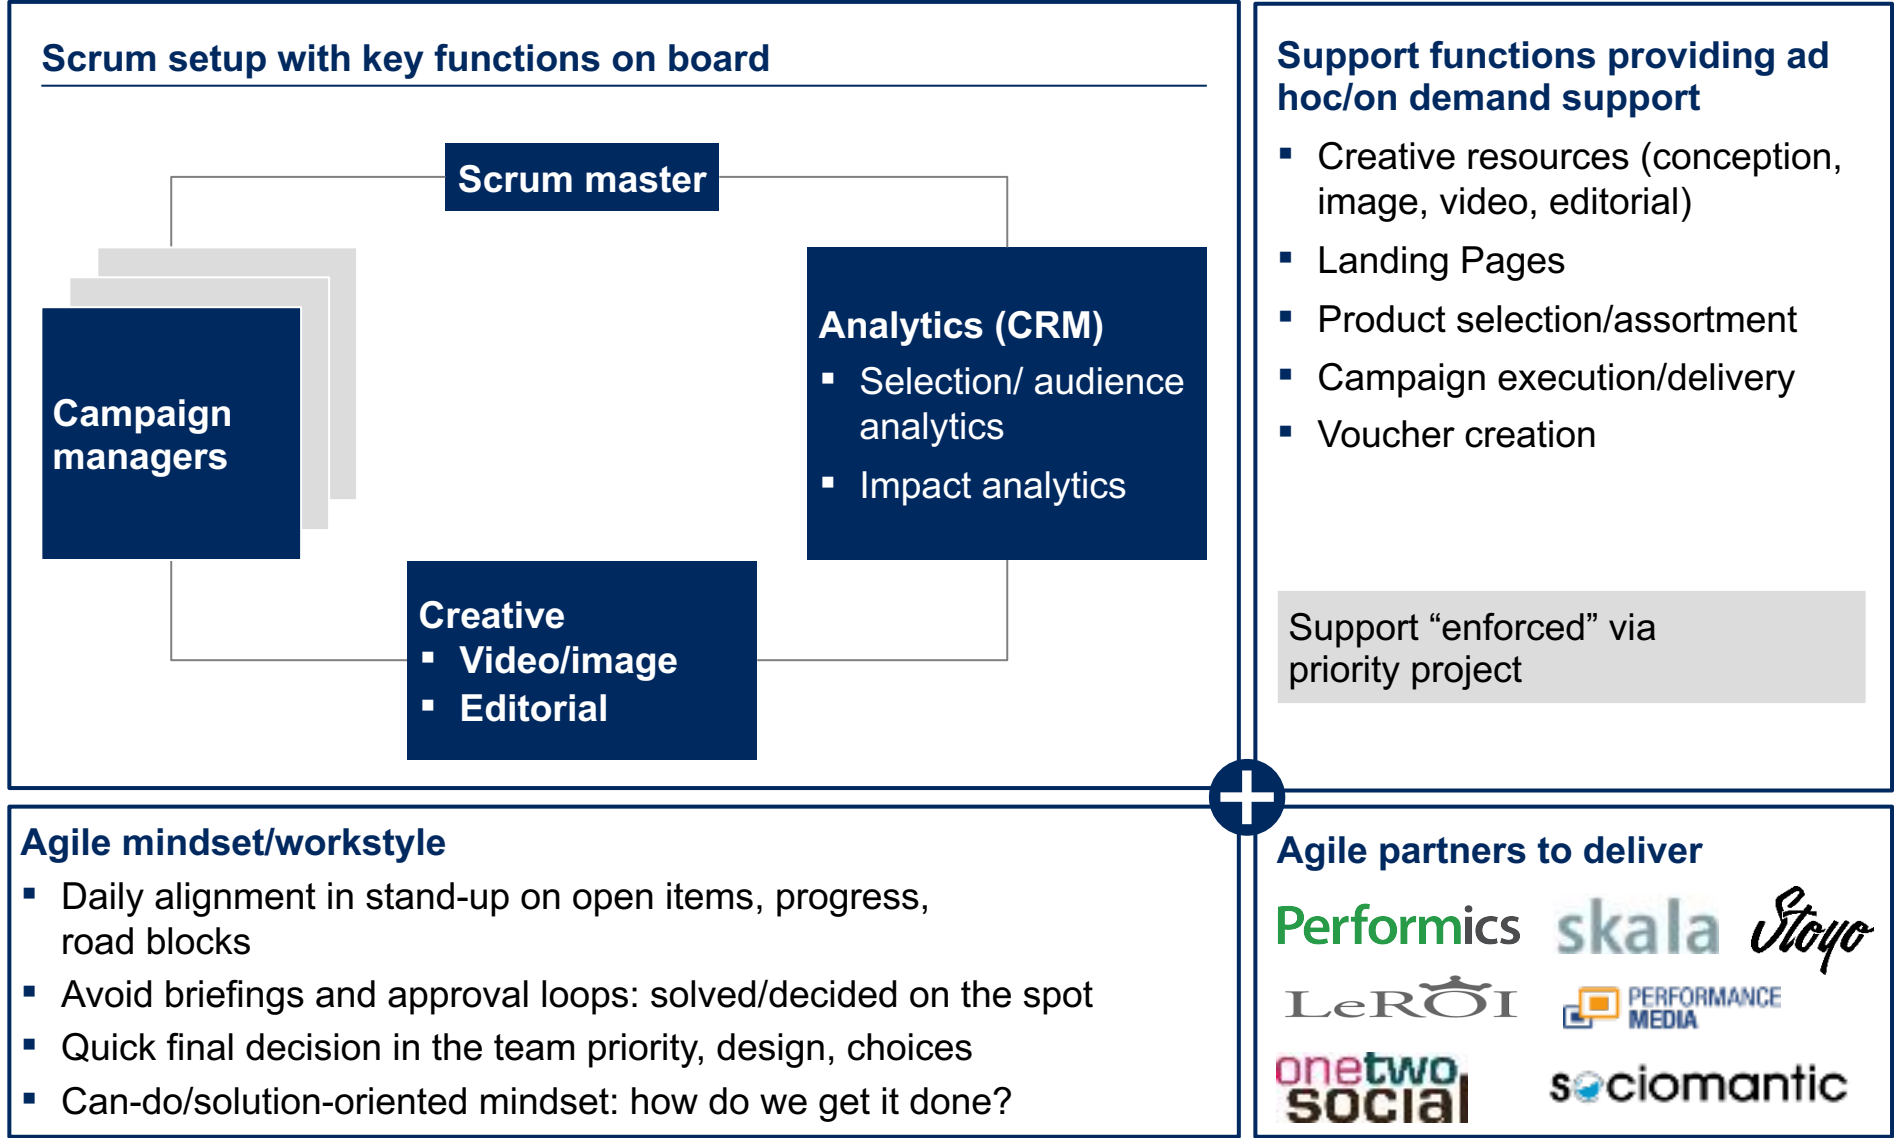 Scrum setup with key functions on board
Scrum master
Campaign
managers
Analytics (CRM)
▪ Selection/ audience
analytics
▪ Impact analytics
Creative
▪ Video/image
▪ Editorial
Support functions providing ad
hoc/on demand support
▪ Creative resources (conception,
image, video, editorial)
▪ Landing Pages
▪ Product selection/assortment
▪ Campaign execution/delivery
▪ Voucher creation
Support “enforced” via
priority project
Agile mindset/workstyle
▪ Daily alignment in stand-up on open items, progress,
road blocks
▪ Avoid briefings and approval loops: solved/decided on the spot
▪ Quick final decision in the team priority, design, choices
▪ Can-do/solution-oriented mindset: how do we get it done?
Agile partners to deliver
Performics
skala
Stoyo
LEROI
PERFORMANCE
MEDIA
onetwo
social
sociomantic